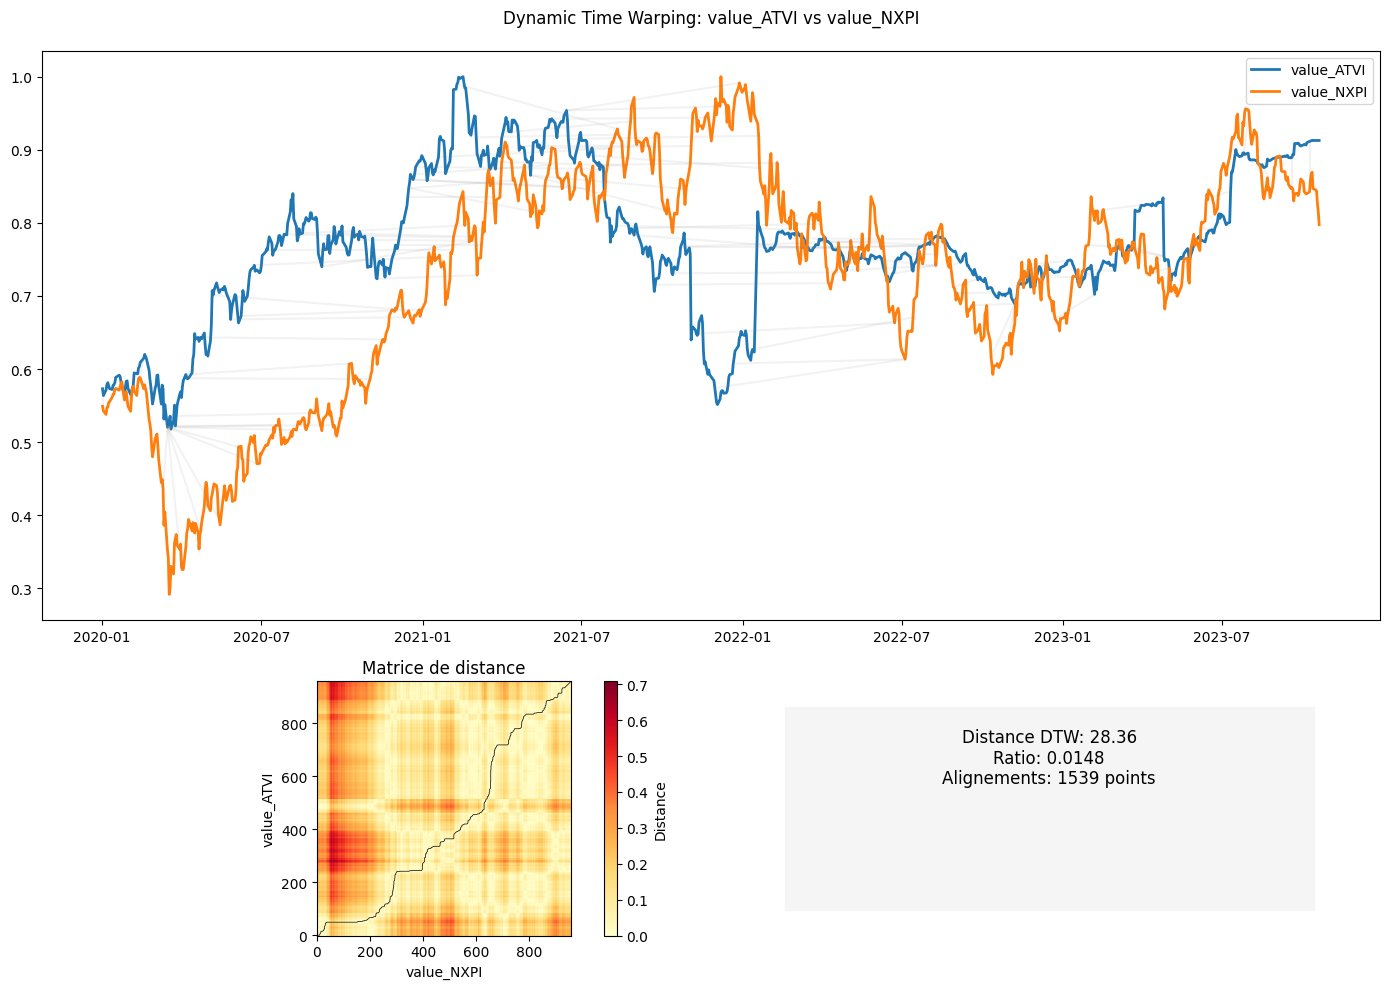 Dynamic Time Warping: value_ATVI vs value_NXPI
value_ATVI
value_NXPI
1.0
0.9
0.8
0.7
0.6
0.5
0.4
0.3
2020-01 2020-07 2021-01 2021-07 2022-01 2022-07 2023-01 2023-07
Matrice de distance
value_ATVI
800
600
400
200
0
0 200 400 600 800
value_NXPI
0.7
0.6
0.5
0.4
0.3
0.2
0.1
0.0
Distance
Distance DTW: 28.36
Ratio: 0.0148
Alignements: 1539 points